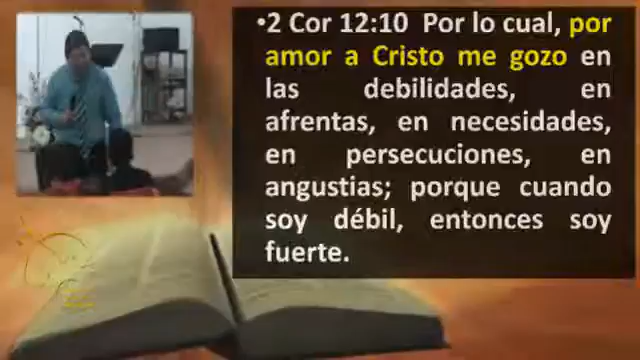 •2 Cor 12:10 Por lo cual, por
amor a Cristo me gozo en
las debilidades, en
afrentas, en necesidades,
en persecuciones, en
angustias; porque cuando
soy débil, entonces soy
fuerte.